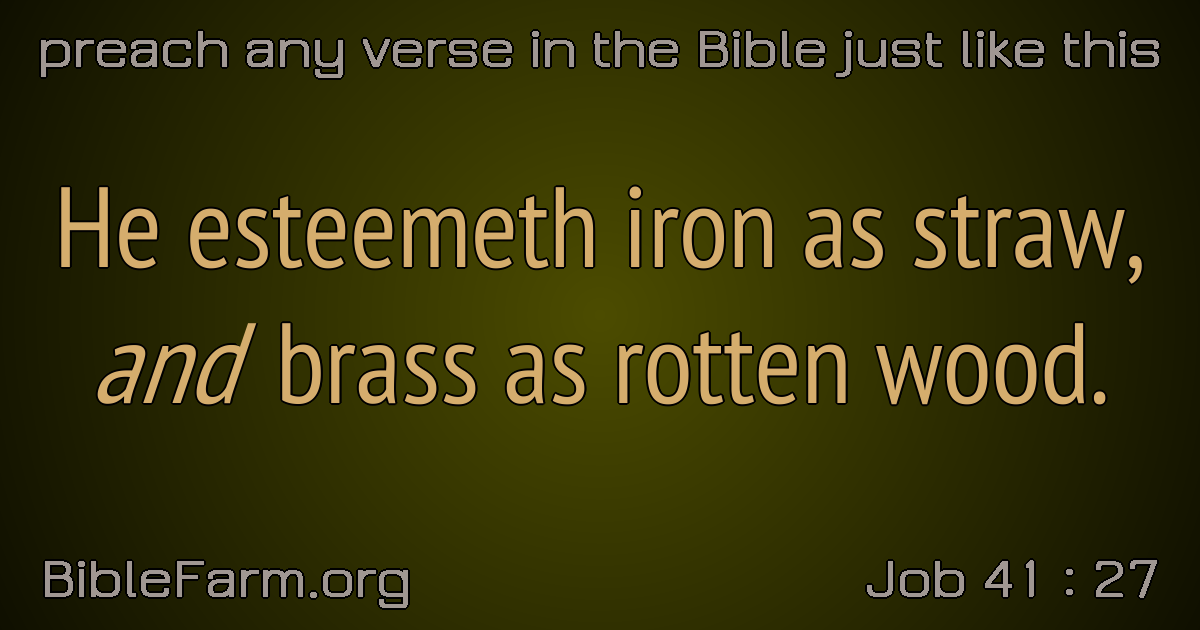 preach any verse in the Bible just like this
He esteemeth iron as straw,
and brass as rotten wood.
BibleFarm.org
Job 41 : 27